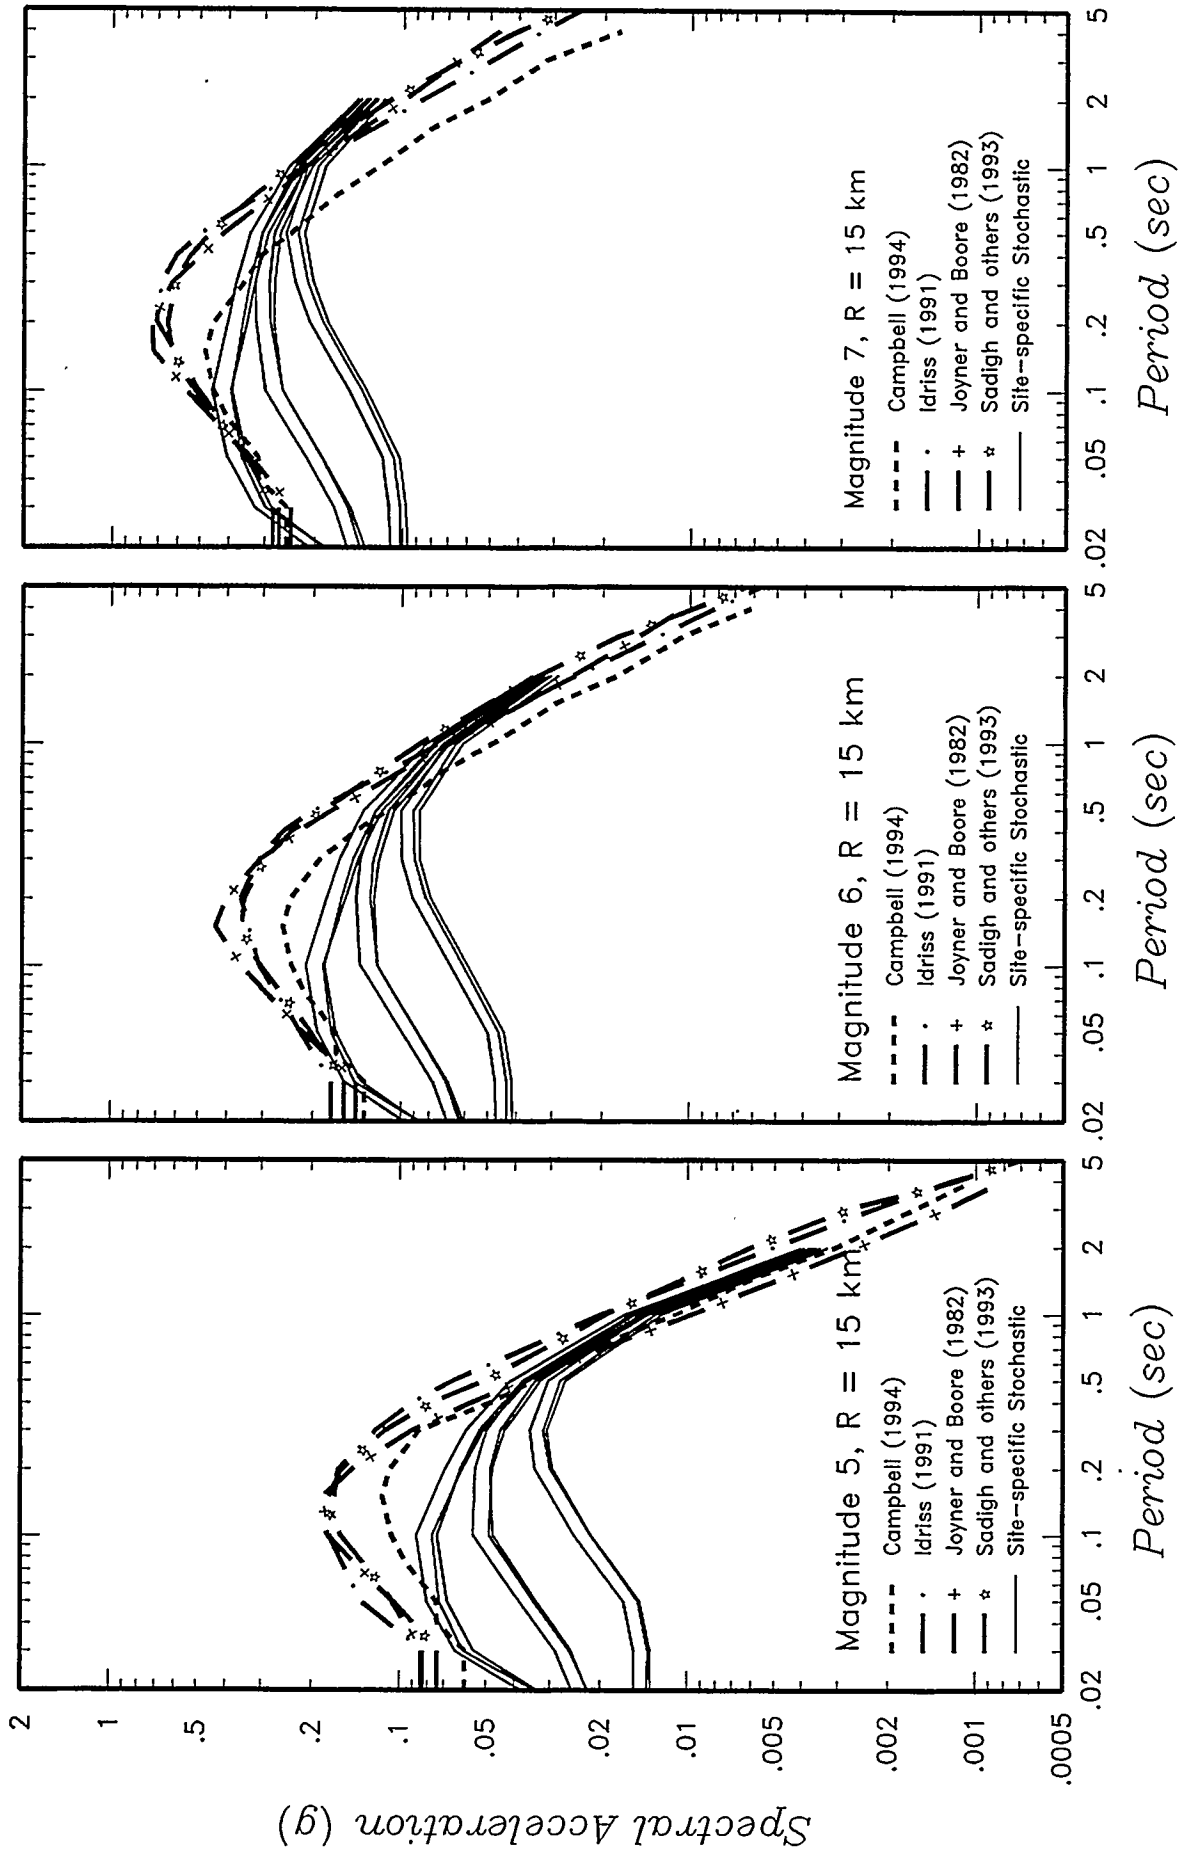 Spectral Acceleration (g)
2
1
.5
.2
.1
.05
.02
.01
.005
.002
.001
.0005
Magnitude 5, R = 15 km
Campbell (1994)
Idriss (1991)
Joyner and Boore (1982)
Sadigh and others (1993)
Site-specific Stochastic
.02
.05
.1
.2
.5
1
2
5
Period (sec)
Magnitude 6, R = 15 km
Campbell (1994)
Idriss (1991)
Joyner and Boore (1982)
Sadigh and others (1993)
Site-specific Stochastic
.02
.05
.1
.2
.5
1
2
5
Period (sec)
Magnitude 7, R = 15 km
Campbell (1994)
Idriss (1991)
Joyner and Boore (1982)
Sadigh and others (1993)
Site-specific Stochastic
.02
.05
.1
.2
.5
1
2
5
Period (sec)